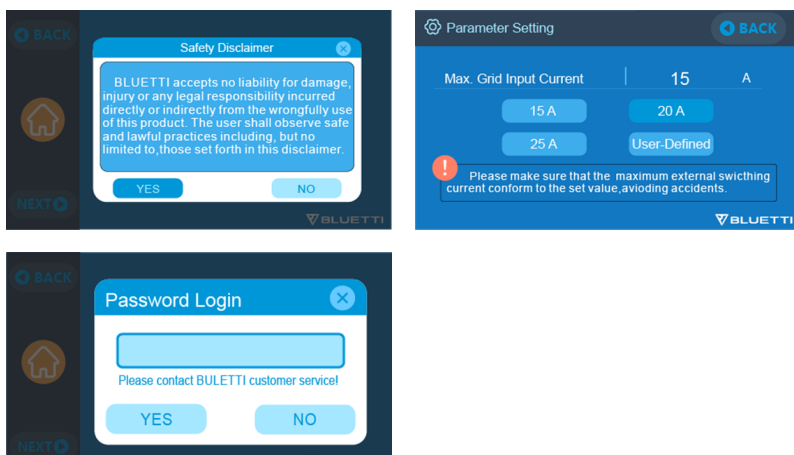 BACK
Safety Disclaimer
BLUETTI accepts no liability for damage,
injury or any legal responsibility incurred
directly or indirectly from the wrongfully use
of this product. The user shall observe safe
and lawful practices including, but no
limited to,those set forth in this disclaimer.
YES
NO
NEXT
BLUETTI
Parameter Setting
BACK
Max. Grid Input Current
15
A
15 A
20 A
25 A
User-Defined
!
Please make sure that the maximum external swicthing
current conform to the set value,avioding accidents.
BLUETTI
BACK
Password Login
Please contact BULETTI customer service!
YES
NO
NEXT